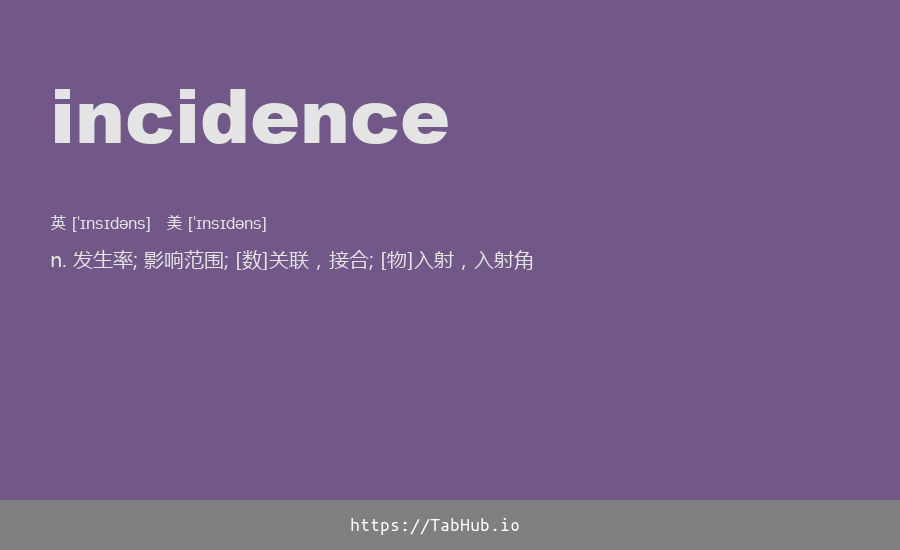 incidence
英 [ˈɪnsɪdəns] 美 [ˈɪnsɪdəns]
n. 发生率; 影响范围; [数]关联，接合; [物]入射，入射角
https://TabHub.io